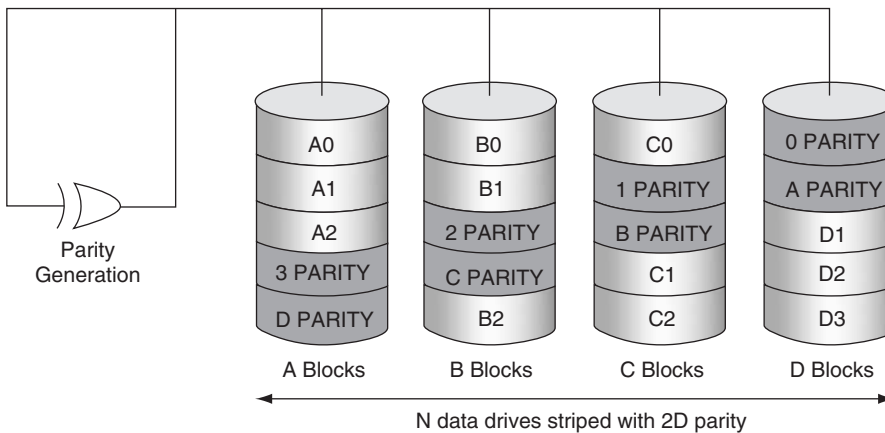 A0 B0 C0 0 PARITY
A1 B1 1 PARITY A PARITY
A2 2 PARITY B PARITY D1
3 PARITY C PARITY C1 D2
D PARITY B2 C2 D3
Parity
Generation
A Blocks B Blocks C Blocks D Blocks
N data drives striped with 2D parity